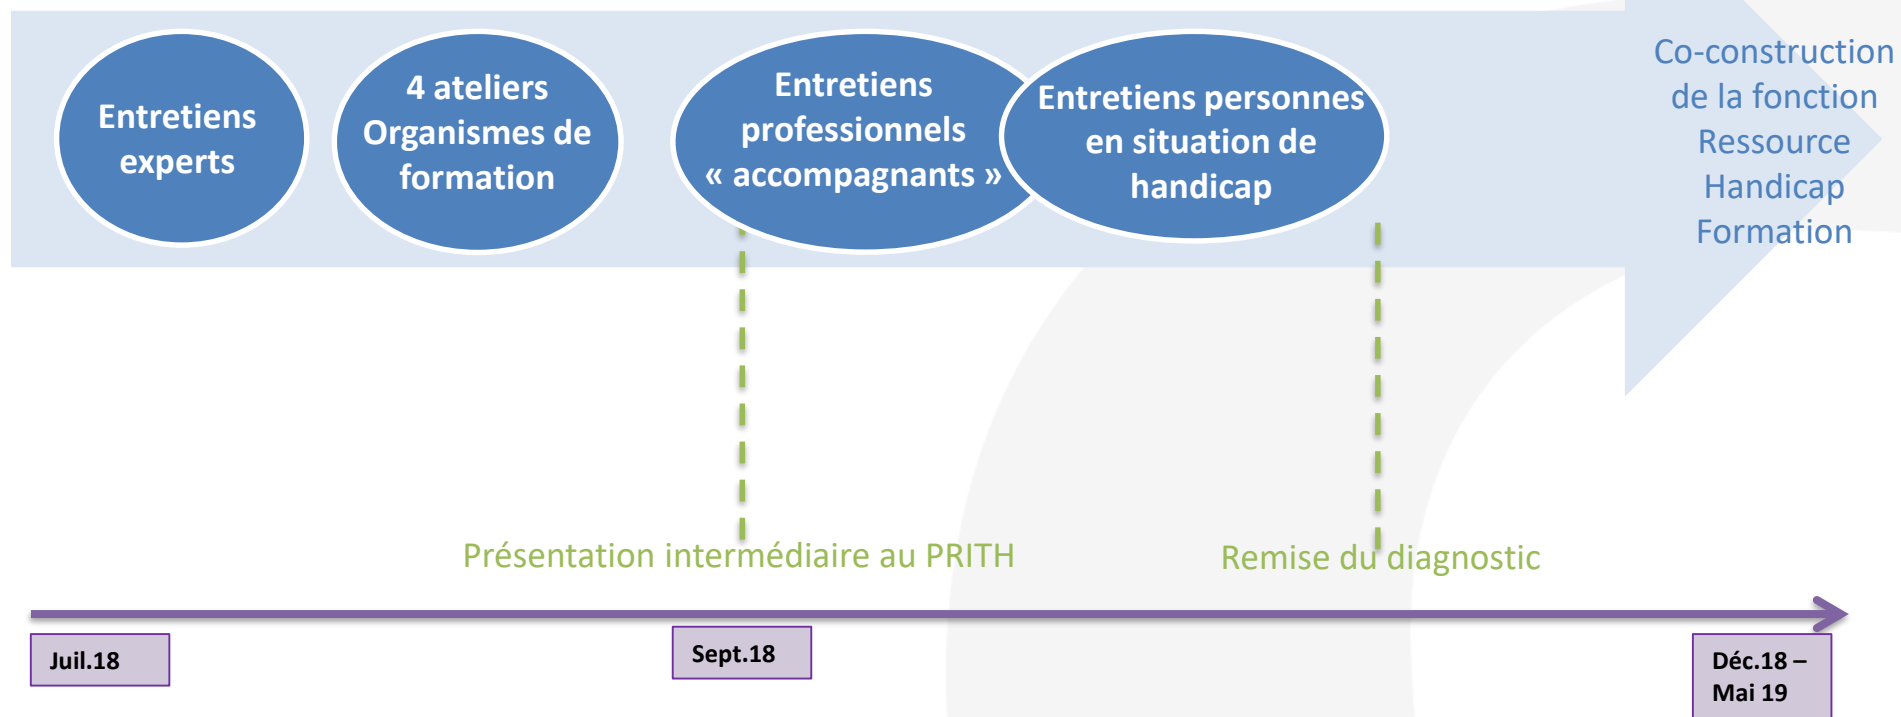 Entretiens
experts
4 ateliers
Organismes de
formation
Entretiens
professionnels
« accompagnants »
Entretiens personnes
en situation de
handicap
Co-construction
de la fonction
Ressource
Handicap
Formation
Présentation intermédiaire au PRITH
Remise du diagnostic
Juil.18
Sept.18
Déc.18 –
Mai 19